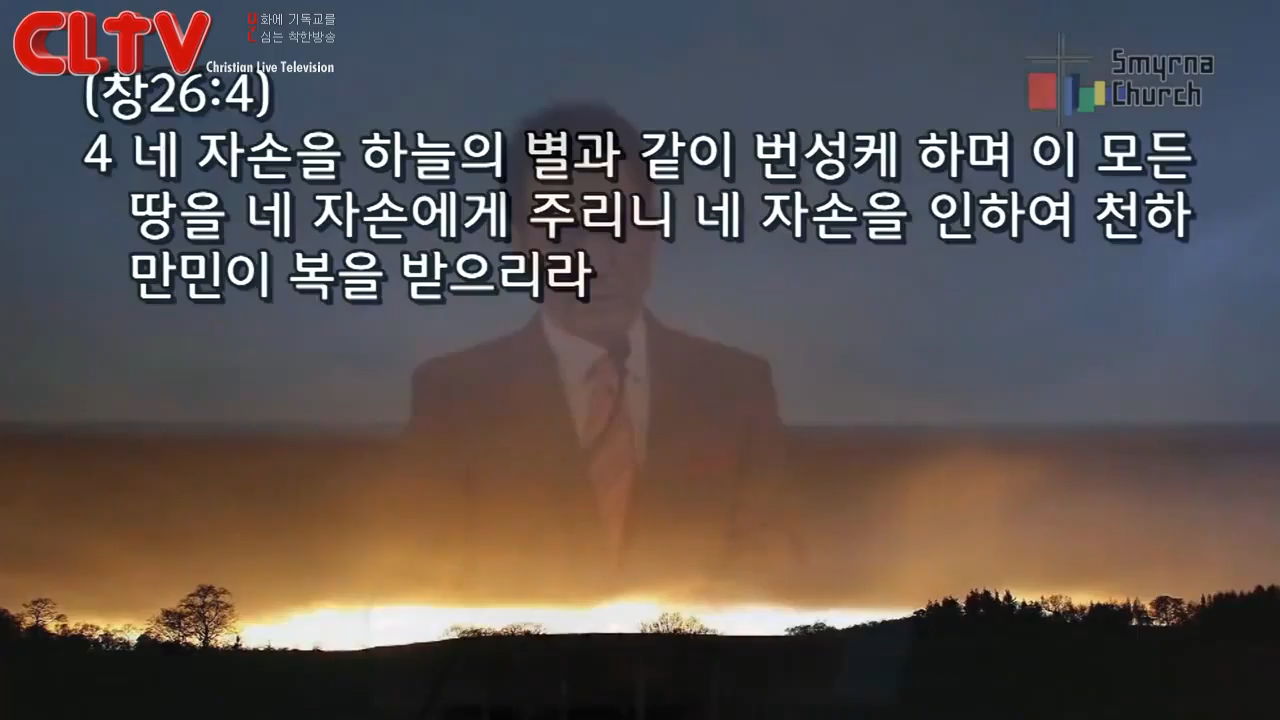 CLTV
문화에 기독교를
심는 착한방송
Christian Live Television
Smyrna
Church
(창26:4)
4 네 자손을 하늘의 별과 같이 번성케 하며 이 모든
땅을 네 자손에게 주리니 네 자손을 인하여 천하
만민이 복을 받으리라